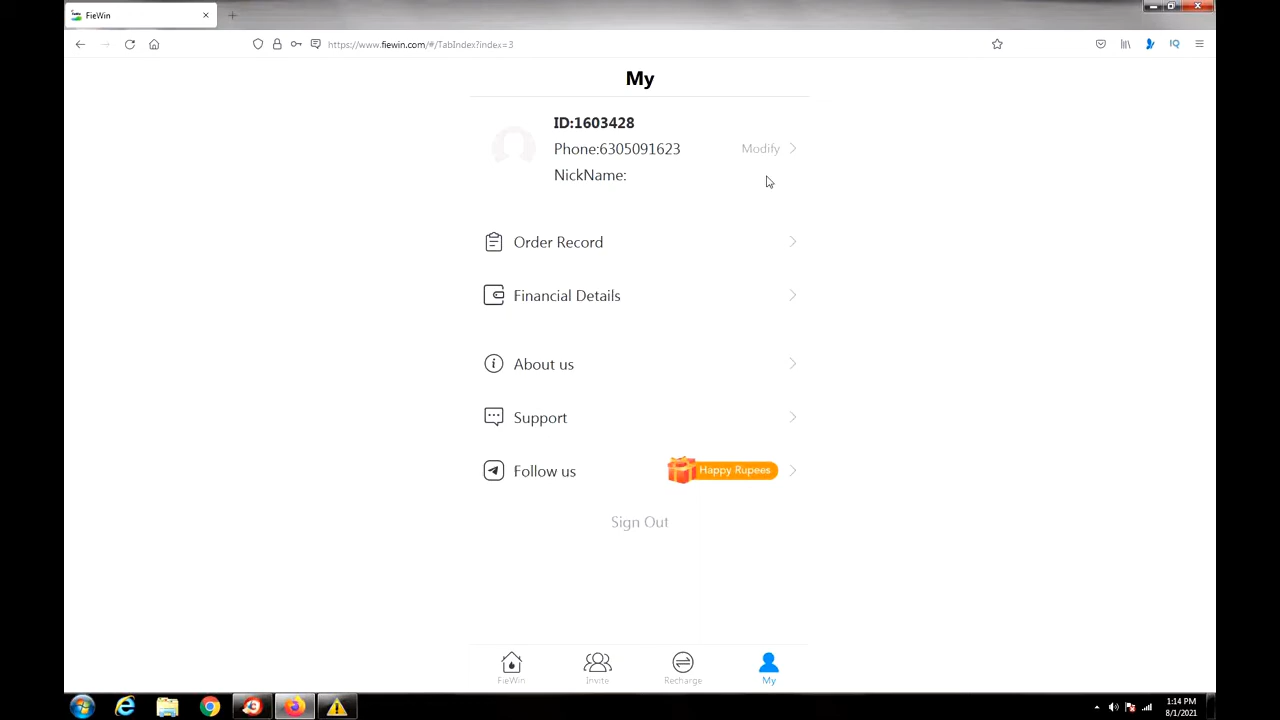 FieWin
https://www.fiewin.com/#/TabIndex?index=3
IQ
My
ID:1603428
Phone:6305091623
Modify
NickName:
Order Record
Financial Details
About us
Support
Follow us
Happy Rupees
Sign Out
FieWin
Invite
Recharge
My
1:14 PM
8/1/2021